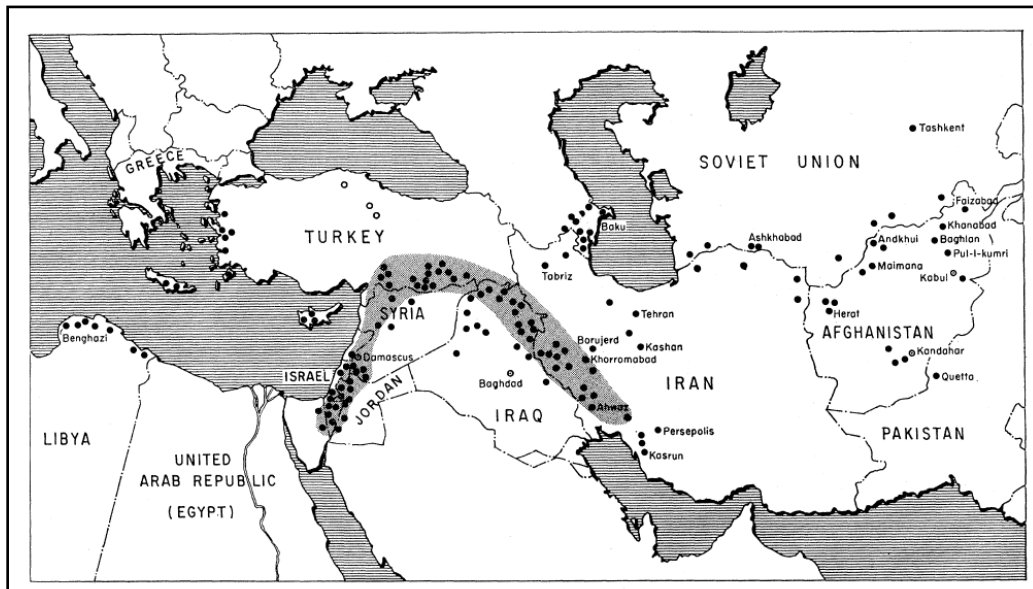 Tashkent
SOVIET UNION
GREECE
Faizabad
Khanabad
TURKEY
Baku
Ashkhabad
Andkhui
Baghlan
Pul-I-kumri
Tabriz
Maimana
Kabul
SYRIA
Tehran
Herat
Benghazi
Borujerd
Kashan
AFGHANISTAN
Damascus
Khorromabad
Kandahar
ISRAEL
Baghdad
IRAN
Quetta
JORDAN
Ahwaz
IRAQ
LIBYA
Persepolis
PAKISTAN
UNITED
ARAB REPUBLIC
(EGYPT)
Kasrun